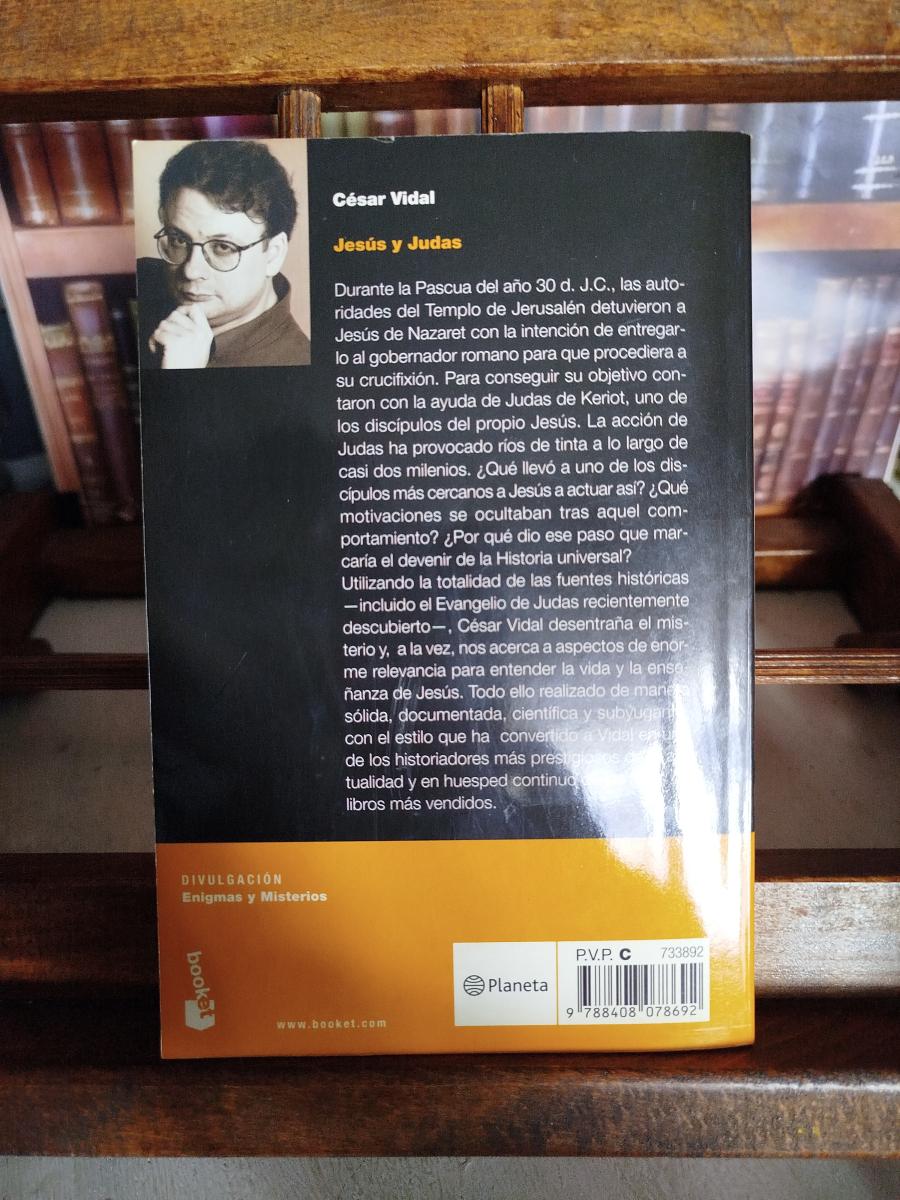 César Vidal
Jesús y Judas
Durante la Pascua del año 30 d. J.C., las auto-
ridades del Templo de Jerusalén detuvieron a
Jesús de Nazaret con la intención de entregar-
lo al gobernador romano para que procediera a
su crucifixión. Para conseguir su objetivo con-
taron con la ayuda de Judas de Keriot, uno de
los discípulos del propio Jesús. La acción de
Judas ha provocado ríos de tinta a lo largo de
casi dos milenios. ¿Qué llevó a uno de los dis-
cípulos más cercanos a Jesús a actuar así? ¿Qué
motivaciones se ocultaban tras aquel com-
portamiento? ¿Por qué dio ese paso que mar-
caría el devenir de la Historia universal?
Utilizando la totalidad de las fuentes históricas
—incluido el Evangelio de Judas recientemente
descubierto—, César Vidal desentraña el mis-
terio y, a la vez, nos acerca a aspectos de enor-
me relevancia para entender la vida y la ense-
ñanza de Jesús. Todo ello realizado de manera
sólida, documentada, científica y
con el estilo que ha convertido a Vidal en
de los historiadores más prestigiosos
tualidad y en huesped continuo
libros más vendidos.
DIVULGACIÓN
Enigmas y Misterios
booket
www.booket.com
Planeta
P.V.P. C 733892
9 788408 078692